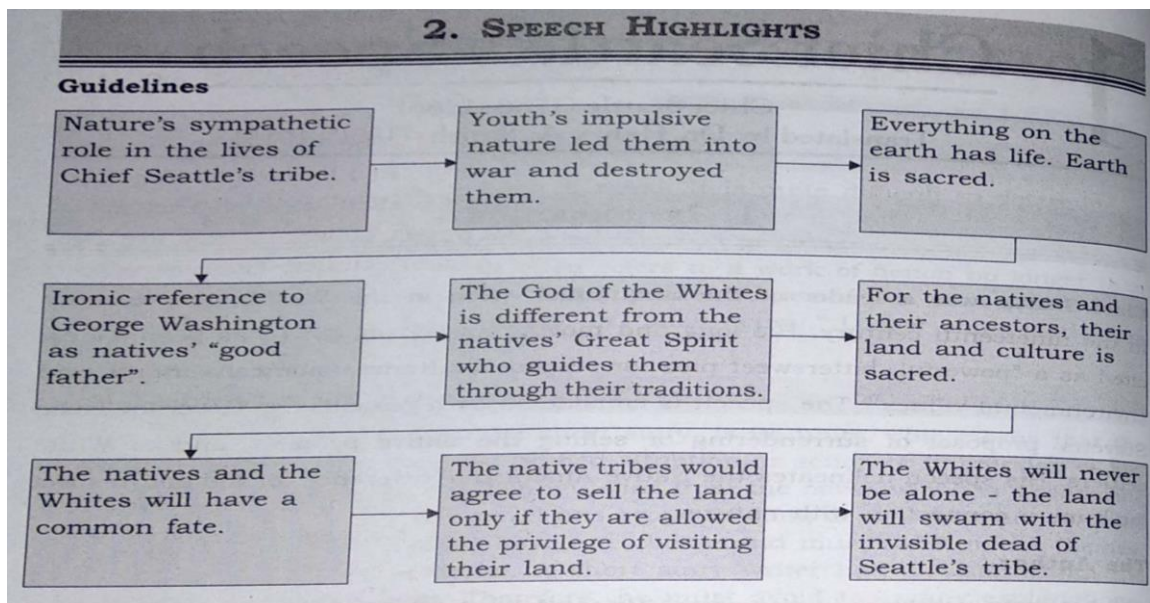 2. SPEECH HIGHLIGHTS
Guidelines
Nature's sympathetic
role in the lives of
Chief Seattle's tribe.
Youth's impulsive
nature led them into
war and destroyed
them.
Everything on the
earth has life. Earth
is sacred.
Ironic reference to
George Washington
as natives' "good
father".
The God of the Whites
is different from the
natives' Great Spirit
who guides them
through their traditions.
For the natives and
their ancestors, their
land and culture is
sacred.
The natives and the
Whites will have a
common fate.
The native tribes would
agree to sell the land
only if they are allowed
the privilege of visiting
their land.
The Whites will never
be alone - the land
will swarm with the
invisible dead of
Seattle's tribe.